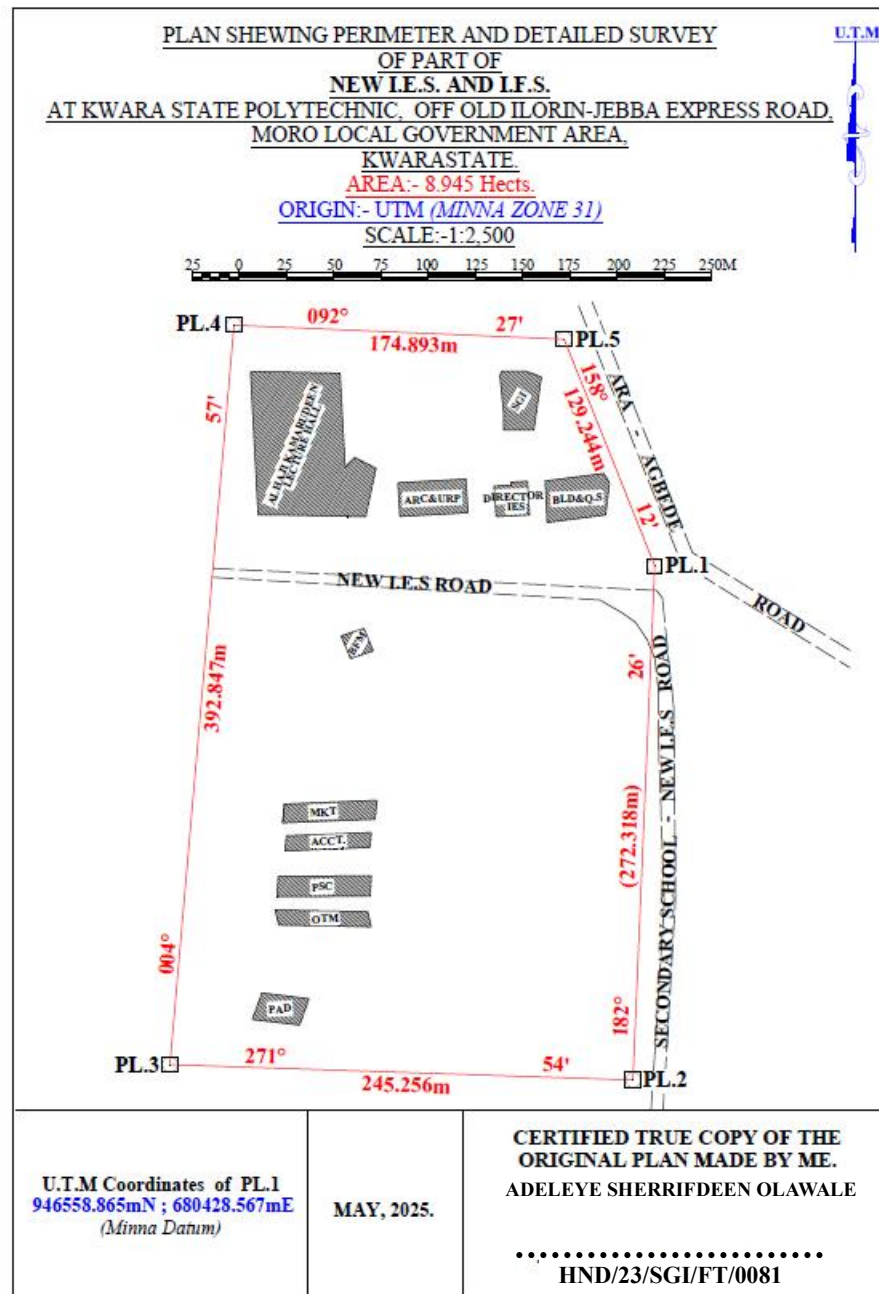 PLAN SHEWING PERIMETER AND DETAILED SURVEY
OF PART OF
NEW I.E.S. AND I.F.S.
AT KWARA STATE POLYTECHNIC, OFF OLD ILORIN-JEBBA EXPRESS ROAD,
MORO LOCAL GOVERNMENT AREA,
KWARASTATE.
AREA:- 8.945 Hects.
ORIGIN:- UTM (MINNA ZONE 31)
SCALE:-1:2,500
U.T.M
25 0 25 50 75 100 125 150 175 200 225 250M
PL.4
092° 27'
174.893m
PL.5
158° 12'
129.244m
ARA - AGBEDE ROAD
57'
ALHAJI KAMARUDEEN
LECTURE HALL
SGI
ARC&URP
DIRECTOR
IES
BLD&Q.S
PL.1
NEW I.E.S ROAD
BFM
26'
392.847m
MKT
ACCT.
PSC
OTM
(272.318m)
SECONDARY SCHOOL - NEW I.E.S ROAD
004°
PAD
182°
PL.3
271° 54'
245.256m
PL.2
U.T.M Coordinates of PL.1
946558.865mN ; 680428.567mE
(Minna Datum)
MAY, 2025.
CERTIFIED TRUE COPY OF THE
ORIGINAL PLAN MADE BY ME.
ADELEYE SHERRIFDEEN OLAWALE
HND/23/SGI/FT/0081